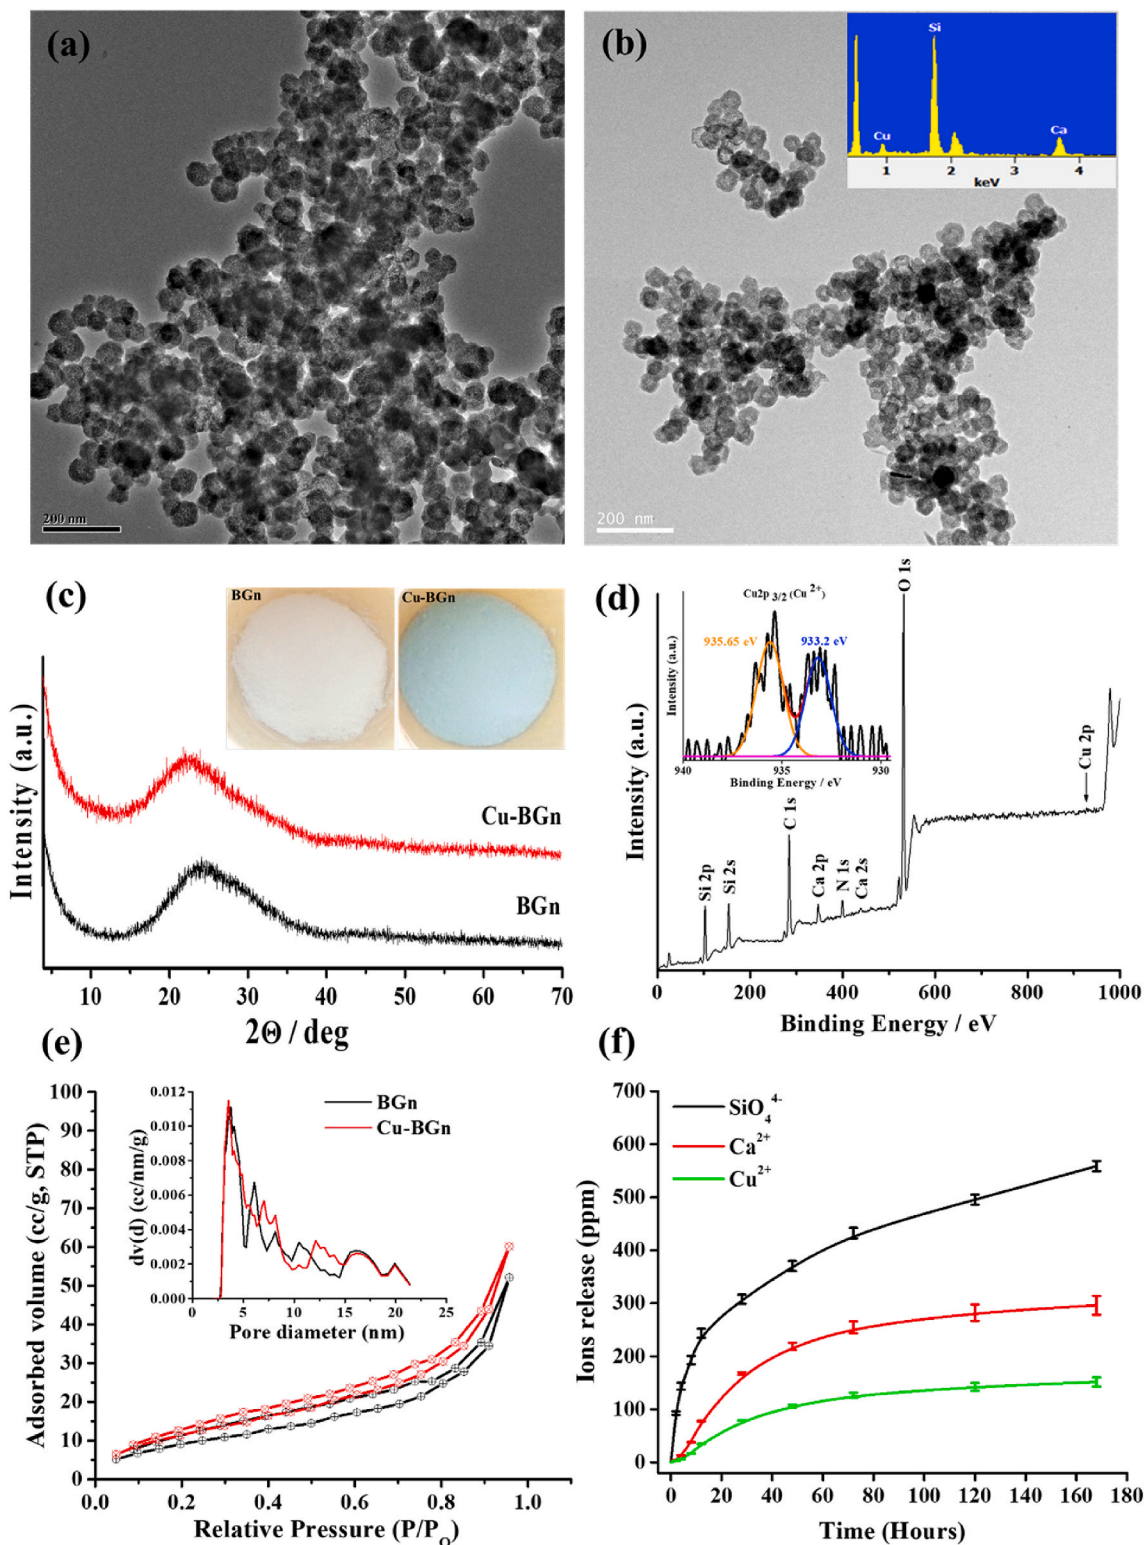 (a)
200 nm
(b)
Si
Cu
Ca
1 2 3 4
keV
200 nm
(c)
BGn
Cu-BGn
Intensity (a.u.)
Cu-BGn
BGn
10 20 30 40 50 60 70
2Θ / deg
(d)
Cu2p 3/2 (Cu 2+)
935.65 eV
933.2 eV
Intensity (a.u.)
940 935 930
Binding Energy / eV
O 1s
Cu 2p
C 1s
Si 2p
Si 2s
Ca 2p
N 1s
Ca 2s
Intensity (a.u.)
0 200 400 600 800 1000
Binding Energy / eV
(e)
100
90
80
70
60
50
40
30
20
10
0
Adsorbed volume (cc/g, STP)
0.012
0.010
0.008
0.006
0.004
0.002
0.000
dv(d) (cc/nm/g)
BGn
Cu-BGn
0 5 10 15 20 25
Pore diameter (nm)
0.0 0.2 0.4 0.6 0.8 1.0
Relative Pressure (P/PO)
(f)
700
600
500
400
300
200
100
0
Ions release (ppm)
SiO4 4-
Ca2+
Cu2+
0 20 40 60 80 100 120 140 160 180
Time (Hours)